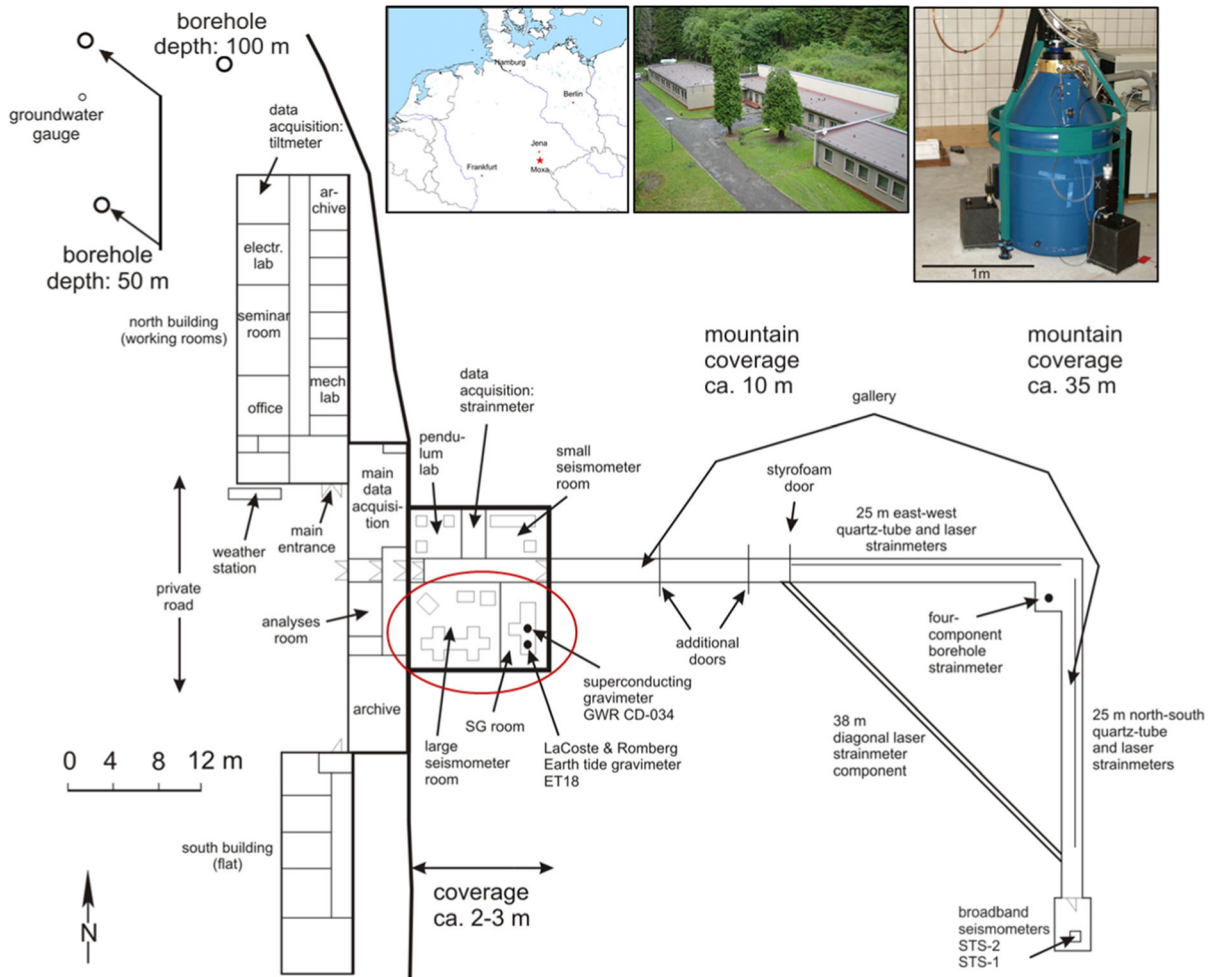 borehole
depth: 100 m
groundwater
gauge
borehole
depth: 50 m
data
acquisition:
tiltmeter
ar-
chive
electr.
lab
seminar
room
north building
(working rooms)
office
mech
lab
Hamburg
Berlin
Jena
Moxa
Frankfurt
X
1m
mountain
coverage
ca. 10 m
mountain
coverage
ca. 35 m
gallery
data
acquisition:
strainmeter
pendu-
lum
lab
small
seismometer
room
styrofoam
door
25 m east-west
quartz-tube and laser
strainmeters
main
data
acquisi-
tion
weather
station
main
entrance
private
road
analyses
room
archive
additional
doors
four-
component
borehole
strainmeter
superconducting
gravimeter
GWR CD-034
SG room
large
seismometer
room
LaCoste & Romberg
Earth tide gravimeter
ET18
38 m
diagonal laser
strainmeter
component
25 m north-south
quartz-tube
and laser
strainmeters
0 4 8 12 m
south building
(flat)
coverage
ca. 2-3 m
N
broadband
seismometers
STS-2
STS-1